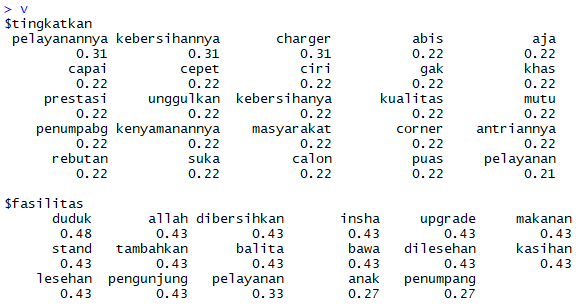 > v
$tingkatkan
pelayanannya kebersihannya charger abis aja
0.31 0.31 0.31 0.22 0.22
capai cepet ciri gak khas
0.22 0.22 0.22 0.22 0.22
prestasi unggulkan kebersihanya kualitas mutu
0.22 0.22 0.22 0.22 0.22
penumpabg kenyamanannya masyarakat corner antriannya
0.22 0.22 0.22 0.22 0.22
rebutan suka calon puas pelayanan
0.22 0.22 0.22 0.22 0.21
$fasilitas
duduk allah dibersihkan insha upgrade makanan
0.48 0.43 0.43 0.43 0.43 0.43
stand tambahkan balita bawa dilesehan kasihan
0.43 0.43 0.43 0.43 0.43 0.43
lesehan pengunjung pelayanan anak penumpang
0.43 0.43 0.33 0.27 0.27